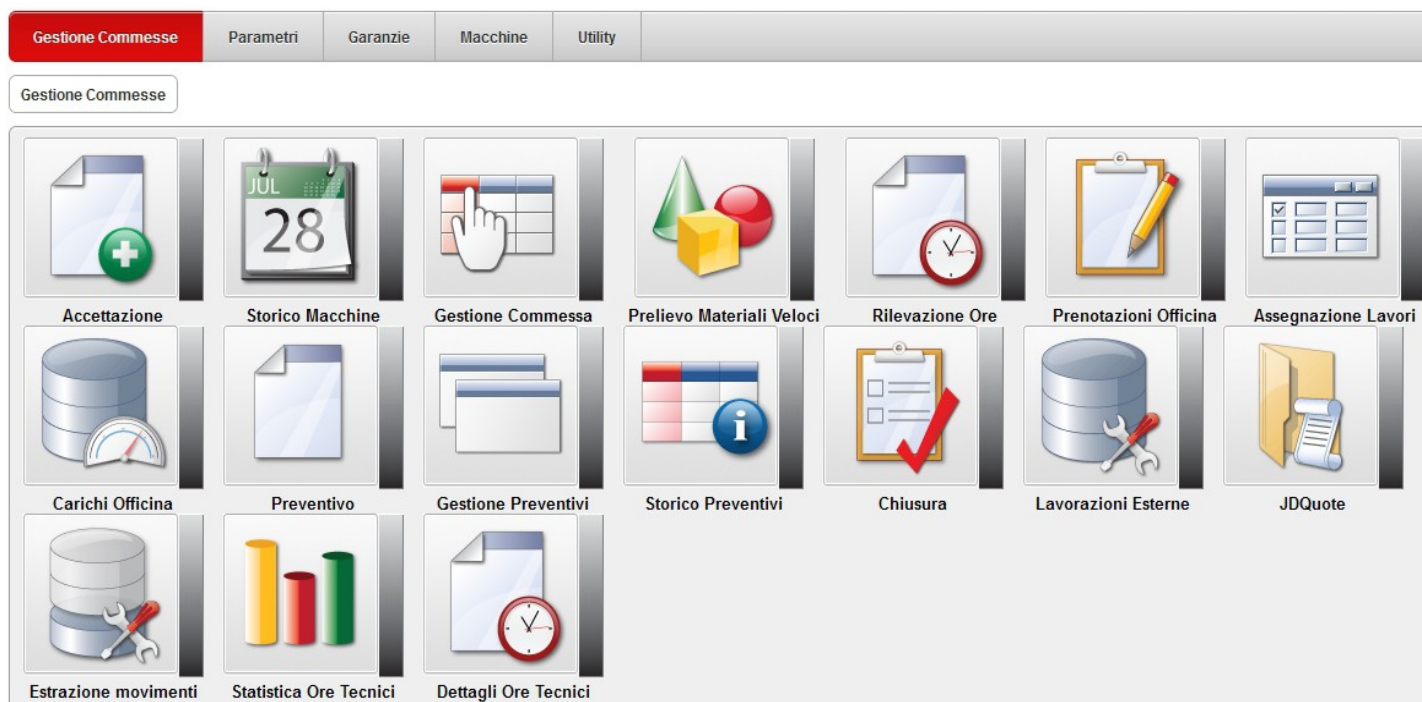 Gestione Commesse Parametri Garanzie Macchine Utility
Gestione Commesse
JUL
28
Accettazione Storico Macchine Gestione Commessa Prelievo Materiali Veloci Rilevazione Ore Prenotazioni Officina Assegnazione Lavori
i
Carichi Officina Preventivo Gestione Preventivi Storico Preventivi Chiusura Lavorazioni Esterne JDQuote
Estrazione movimenti Statistica Ore Tecnici Dettagli Ore Tecnici